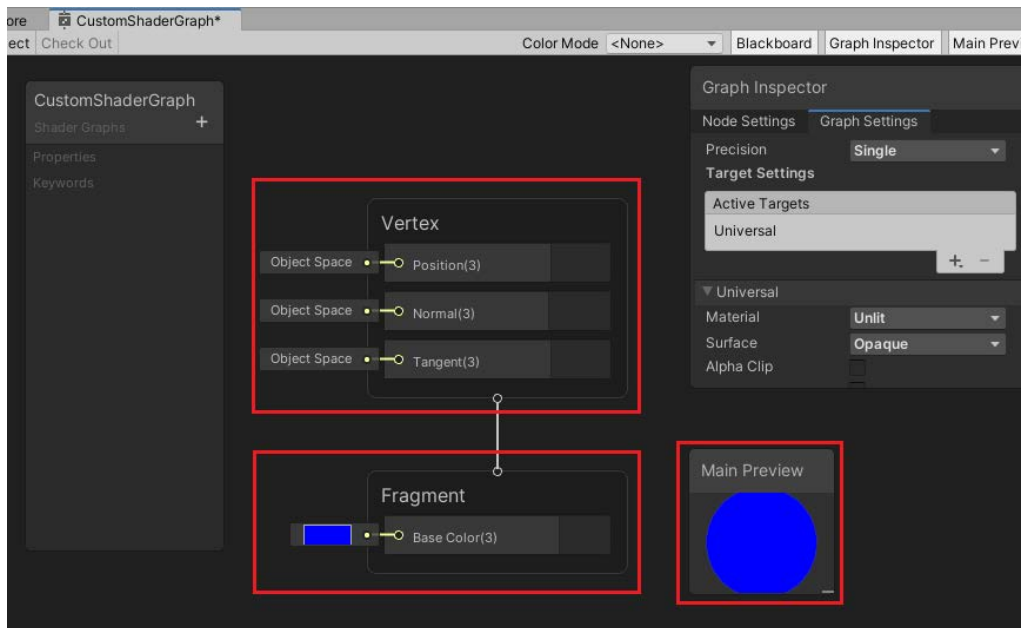 ore CustomShaderGraph*
ect Check Out Color Mode <None> Blackboard Graph Inspector Main Prev
CustomShaderGraph
Shader Graphs +
Properties
Keywords
Vertex
Object Space Position(3)
Object Space Normal(3)
Object Space Tangent(3)
Fragment
Base Color(3)
Graph Inspector
Node Settings Graph Settings
Precision Single
Target Settings
Active Targets
Universal
+ -
Universal
Material Unlit
Surface Opaque
Alpha Clip
Main Preview